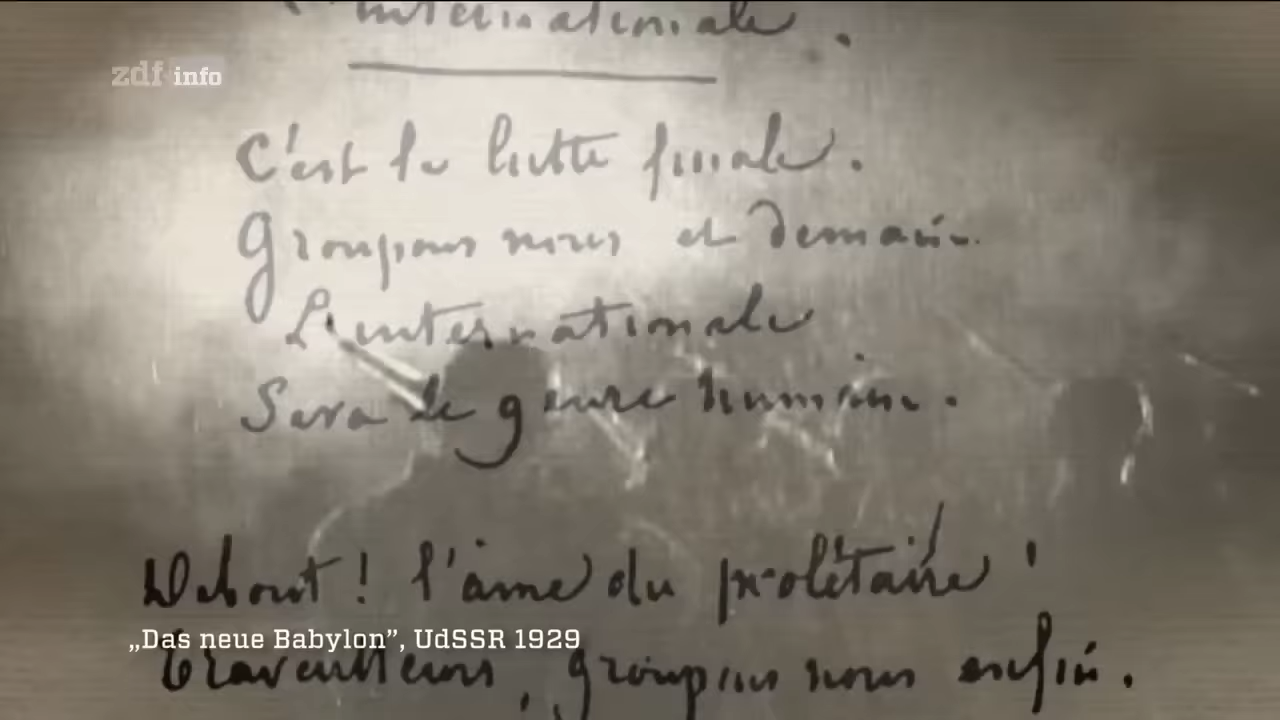 L'Internationale.
zdf info
C'est la lutte finale.
Groupons nous et demain.
L'internationale
Sera le genre humain.
Debout ! l'âme du prolétaire !
„Das neue Babylon”, UdSSR 1929
Travailleurs, groupons nous enfin.